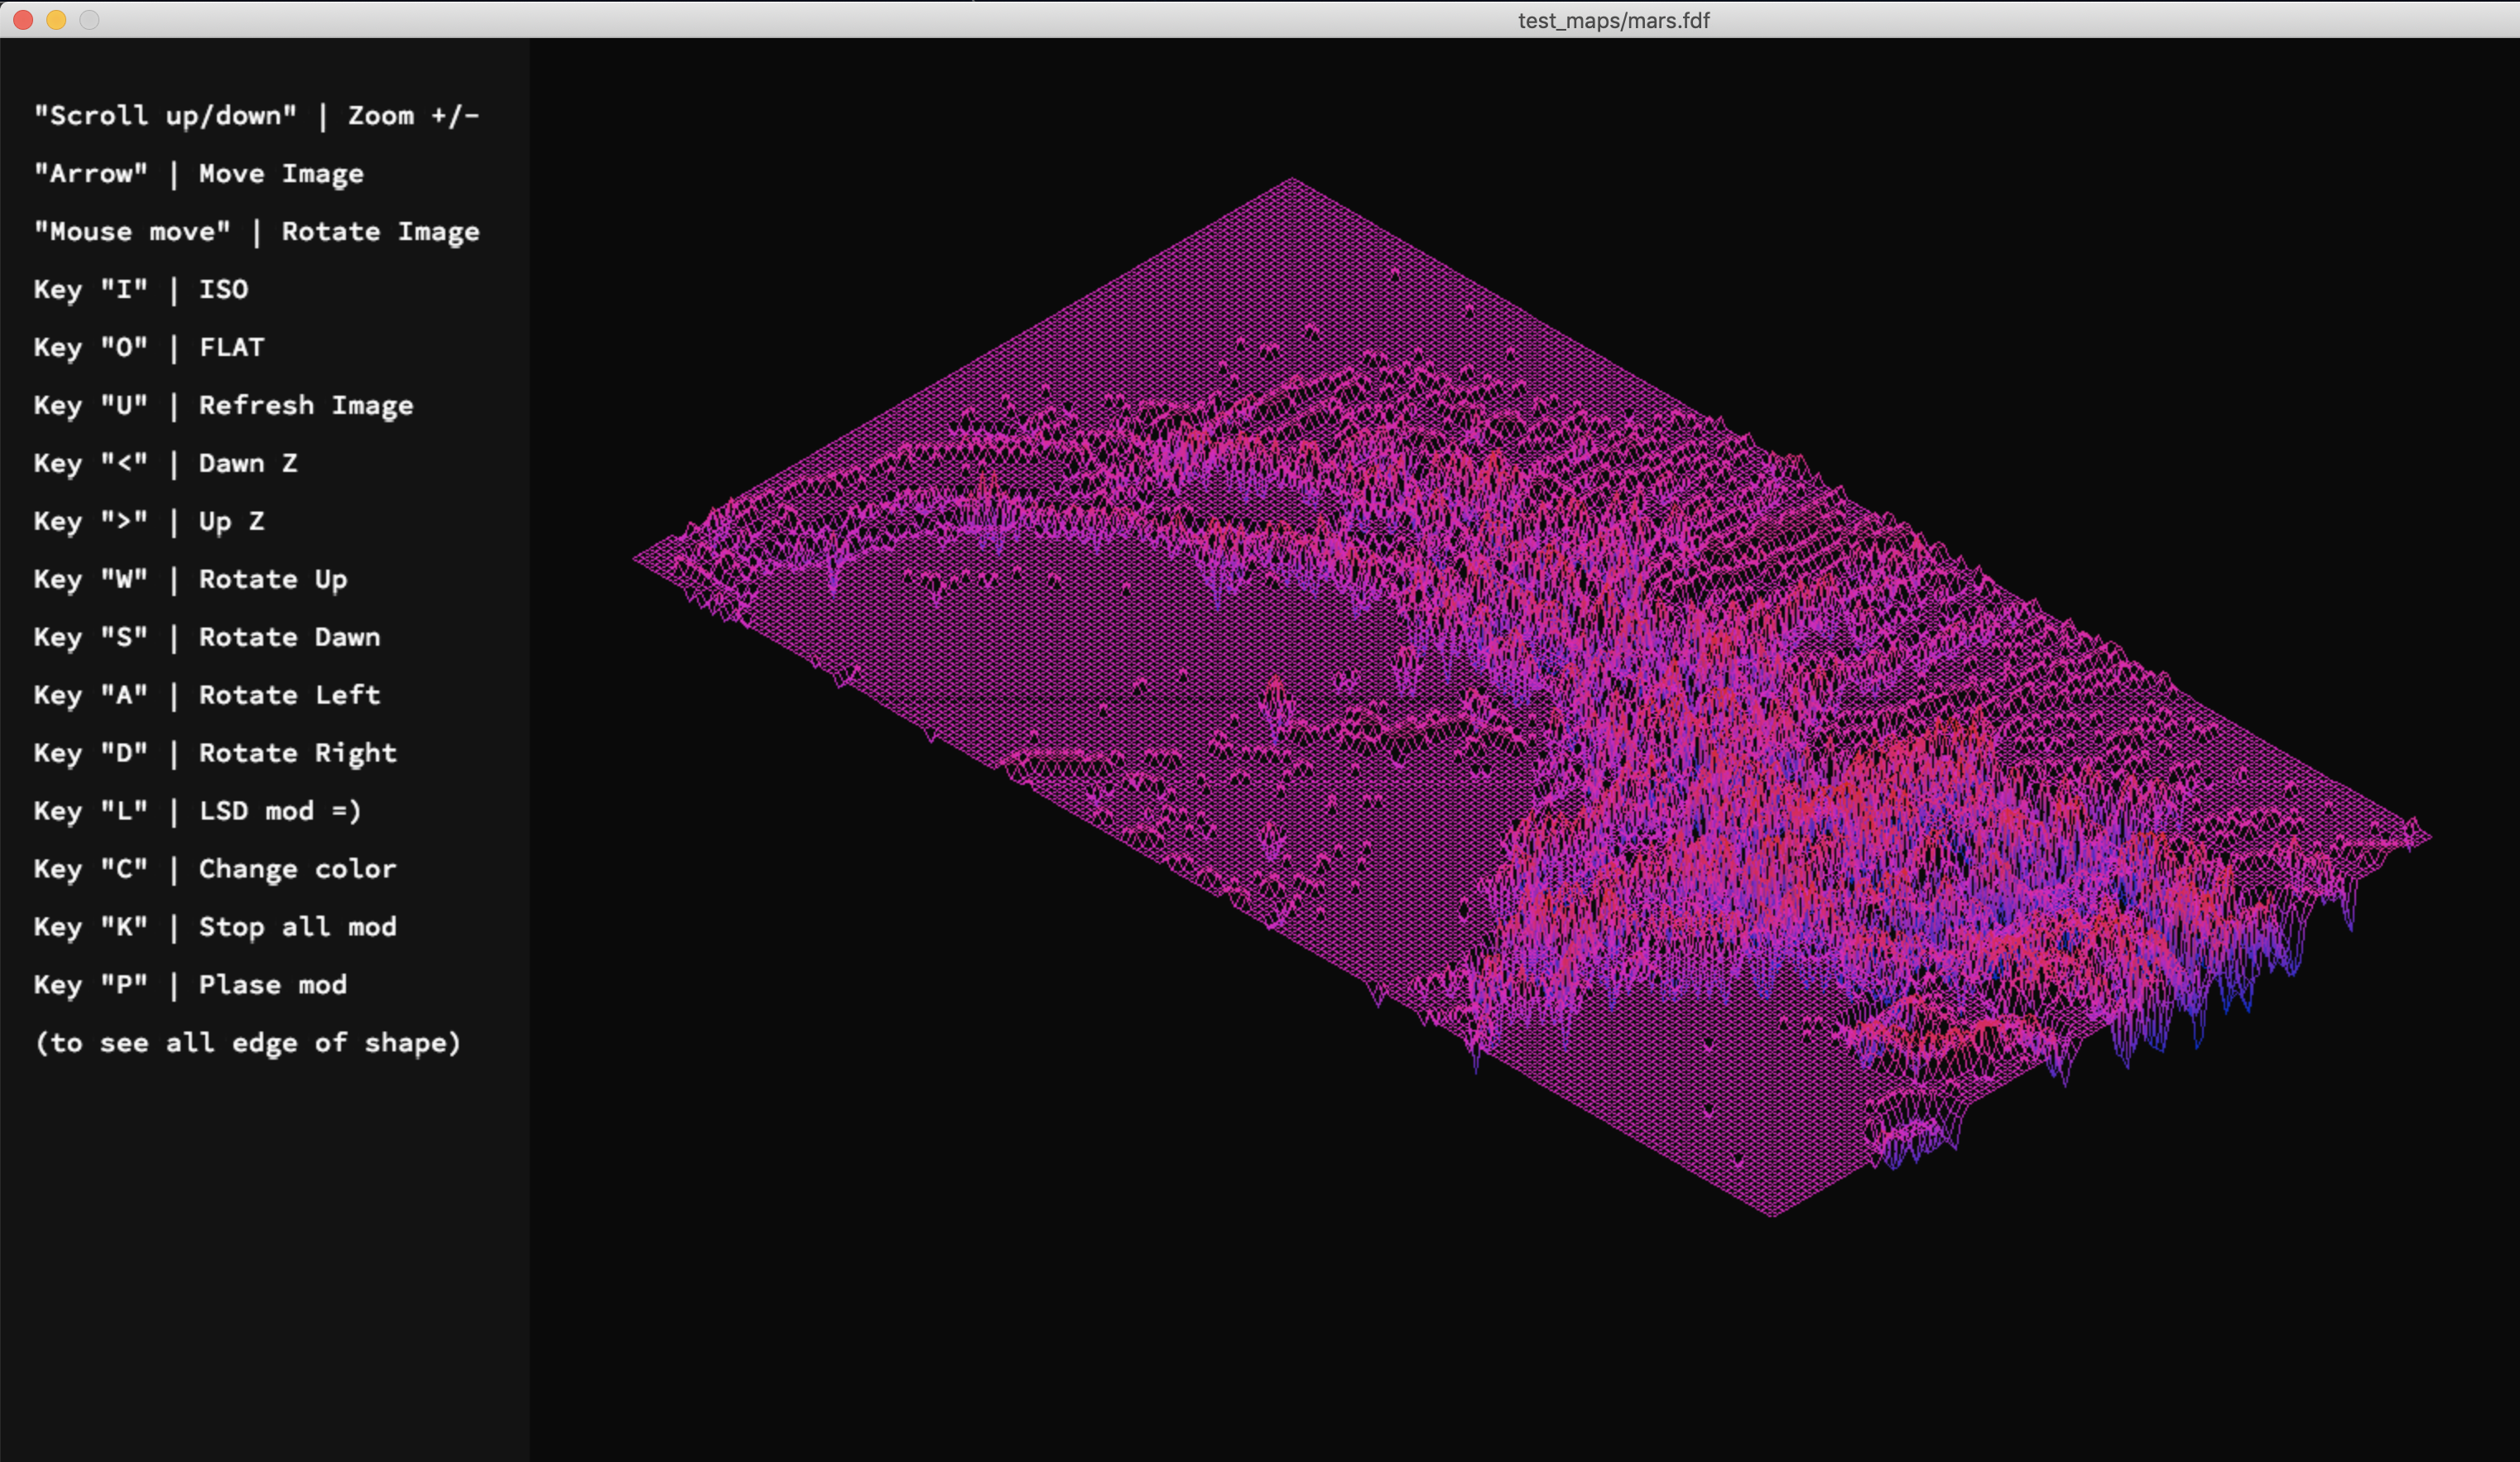 test_maps/mars.fdf
"Scroll up/down" | Zoom +/-
"Arrow" | Move Image
"Mouse move" | Rotate Image
Key "I" | ISO
Key "O" | FLAT
Key "U" | Refresh Image
Key "<" | Dawn Z
Key ">" | Up Z
Key "W" | Rotate Up
Key "S" | Rotate Dawn
Key "A" | Rotate Left
Key "D" | Rotate Right
Key "L" | LSD mod =)
Key "C" | Change color
Key "K" | Stop all mod
Key "P" | Plase mod
(to see all edge of shape)